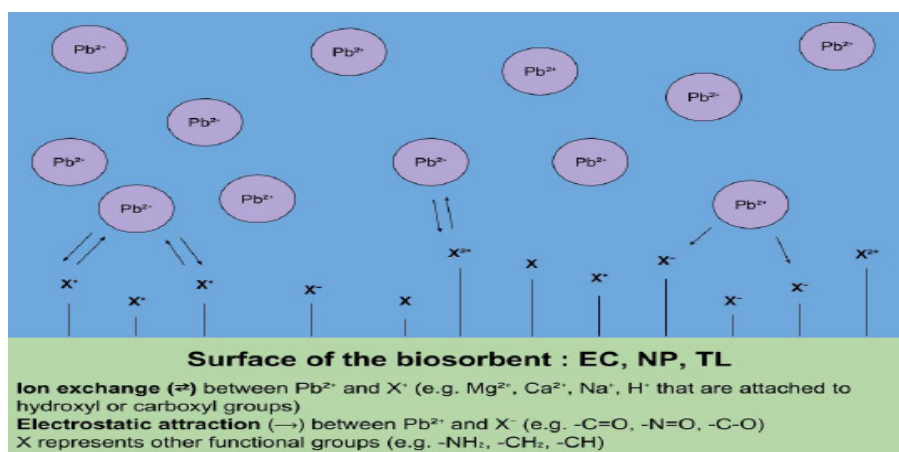 Pb²⁺
Pb²⁺
Pb²⁺
Pb²⁺
Pb²⁺
Pb²⁺
Pb²⁺
Pb²⁺
Pb²⁺
Pb²⁺
Pb²⁺
Pb²⁺
X⁺
X⁺
X⁺
X⁻
X
X²⁺
X
X⁺
X⁻
X⁻
X⁻
X²⁺
Surface of the biosorbent : EC, NP, TL
Ion exchange (⇌) between Pb²⁺ and X⁺ (e.g. Mg²⁺, Ca²⁺, Na⁺, H⁺ that are attached to
hydroxyl or carboxyl groups)
Electrostatic attraction (→) between Pb²⁺ and X⁻ (e.g. -C=O, -N=O, -C-O)
X represents other functional groups (e.g. -NH₂, -CH₂, -CH)